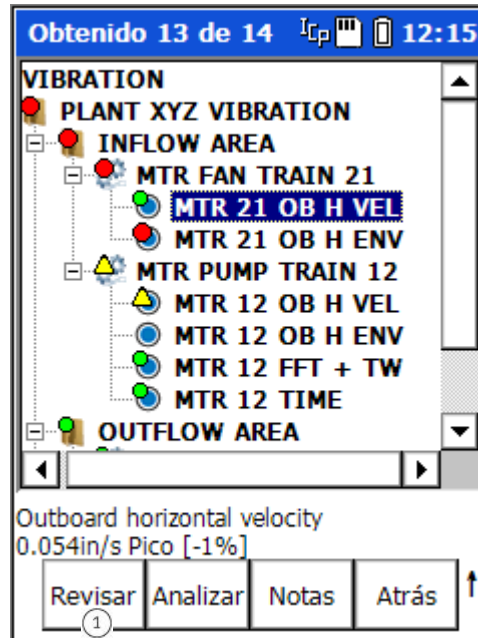 Obtenido 13 de 14 ICP 12:15
VIBRATION
PLANT XYZ VIBRATION
INFLOW AREA
MTR FAN TRAIN 21
MTR 21 OB H VEL
MTR 21 OB H ENV
MTR PUMP TRAIN 12
MTR 12 OB H VEL
MTR 12 OB H ENV
MTR 12 FFT + TW
MTR 12 TIME
OUTFLOW AREA
Outboard horizontal velocity
0.054in/s Pico [-1%]
Revisar Analizar Notas Atrás
1